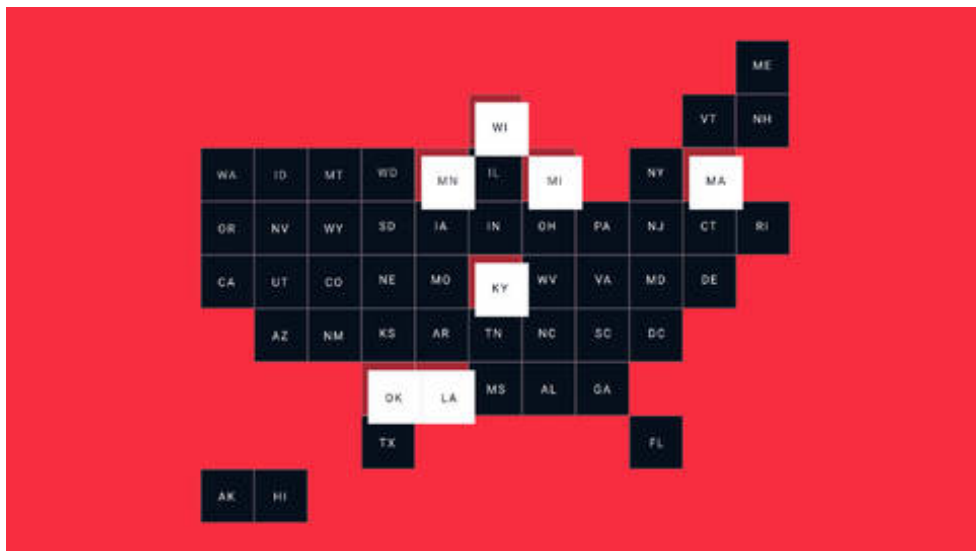 ME
WI VT NH
WA ID MT WD MN IL MI NY MA
OR NV WY SD IA IN OH PA NJ CT RI
CA UT CO NE MO KY WV VA MD DE
AZ NM KS AR TN NC SC DC
OK LA MS AL GA
TX FL
AK HI